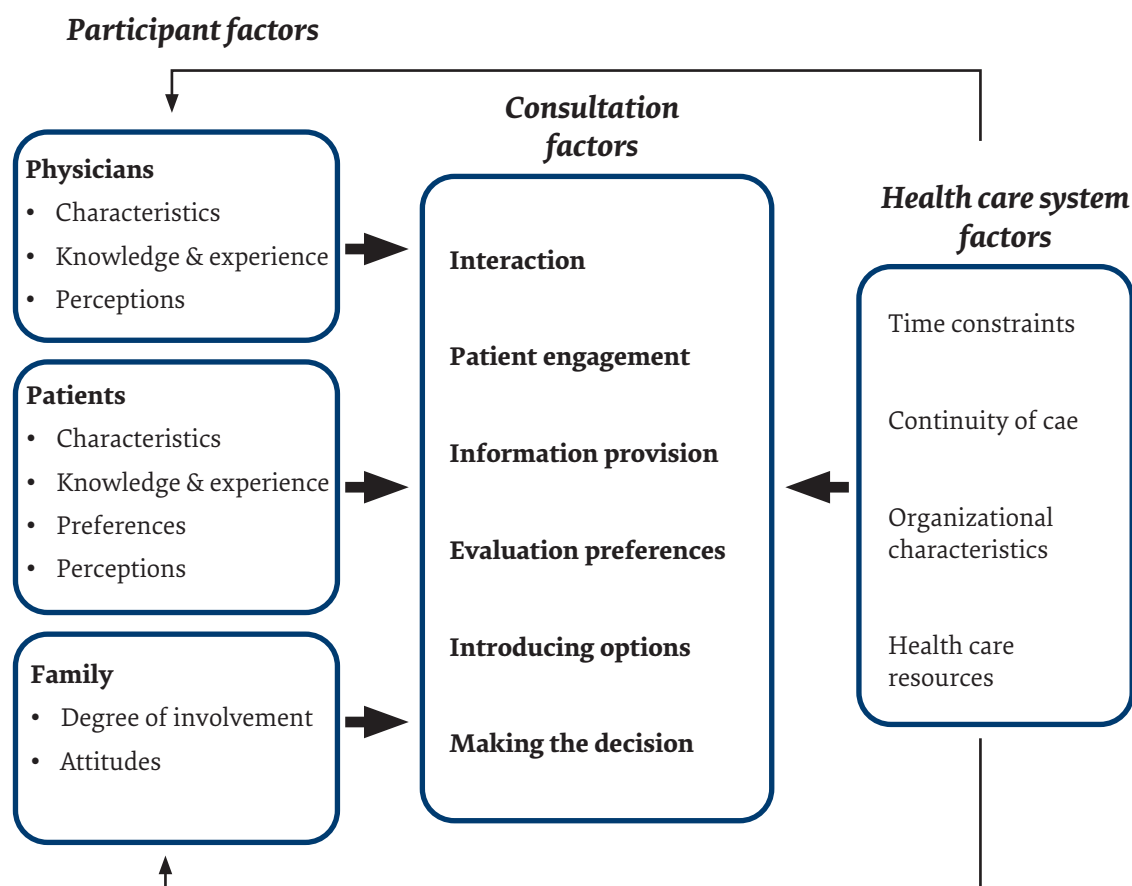 Participant factors
Physicians
• Characteristics
• Knowledge & experience
• Perceptions
Patients
• Characteristics
• Knowledge & experience
• Preferences
• Perceptions
Family
• Degree of involvement
• Attitudes
Consultation
factors
Interaction
Patient engagement
Information provision
Evaluation preferences
Introducing options
Making the decision
Health care system
factors
Time constraints
Continuity of cae
Organizational
characteristics
Health care
resources